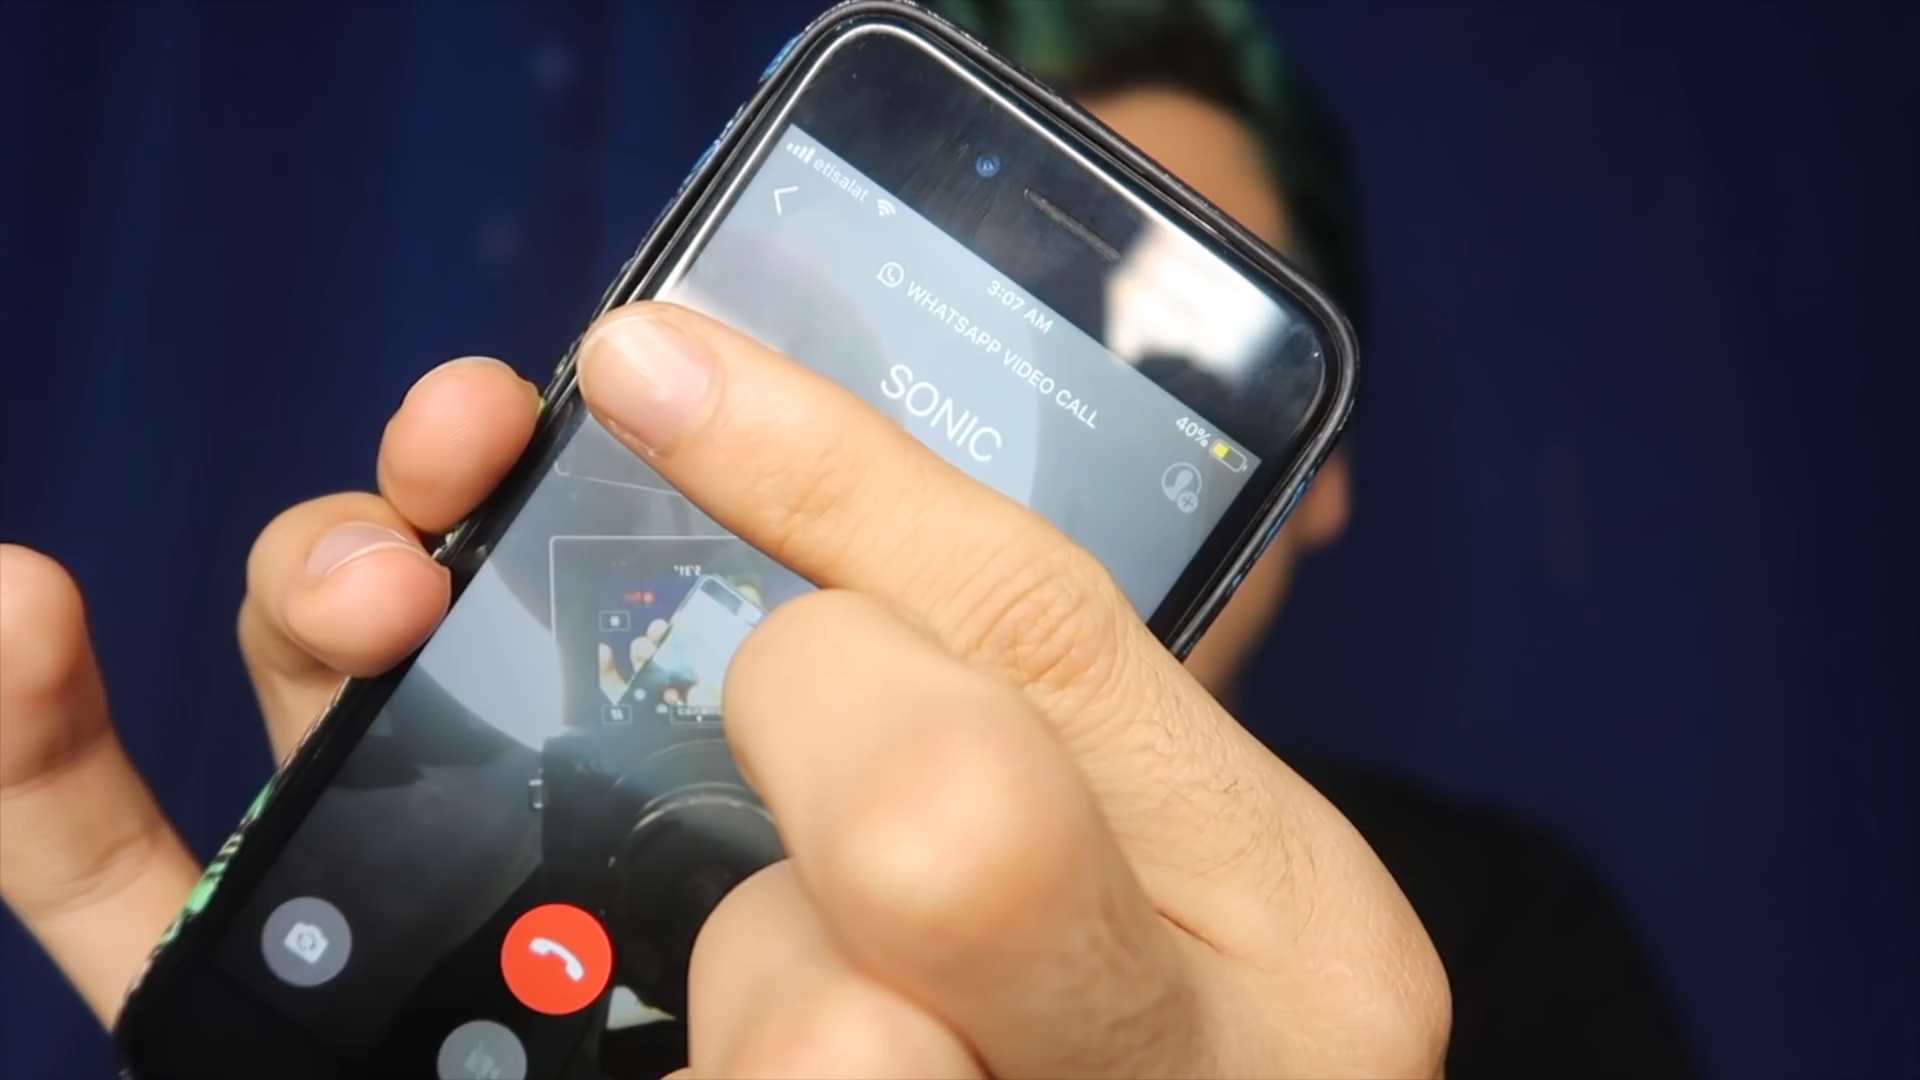 etisalat
3:07 AM
40%
WHATSAPP VIDEO CALL
SONIC